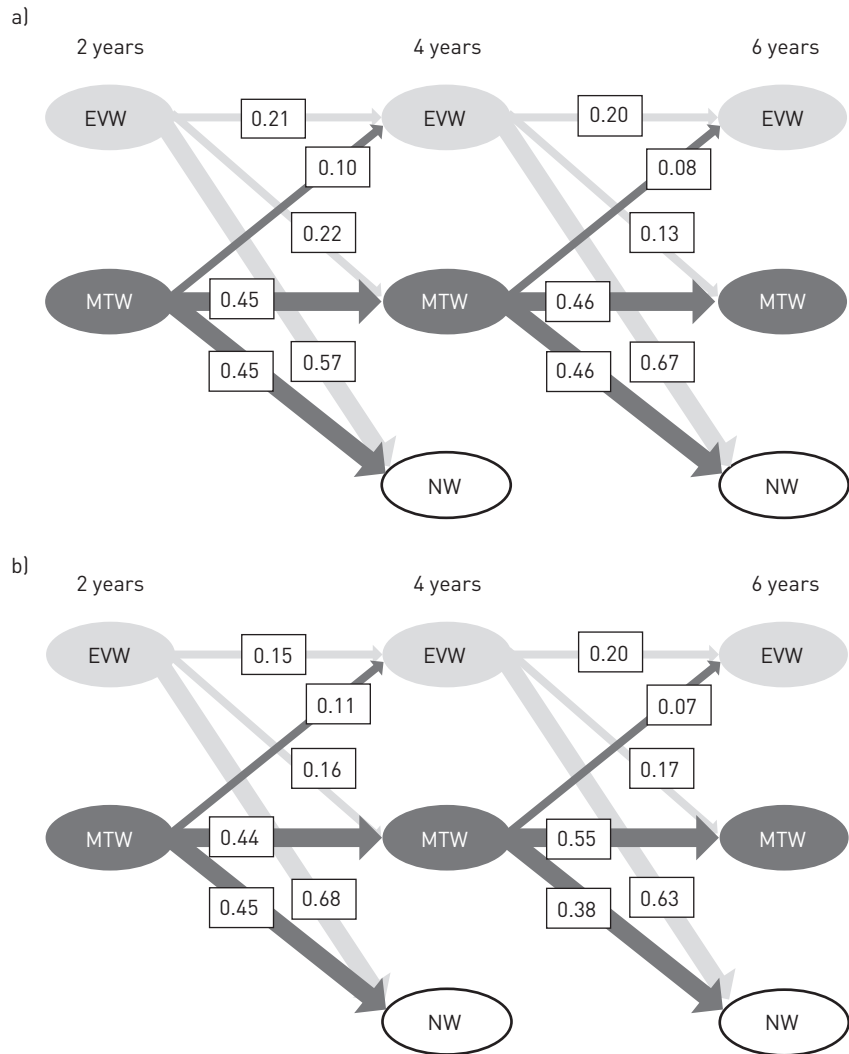 a)
2 years 4 years 6 years
EVW 0.21 EVW 0.20 EVW
0.10 0.08
0.22 0.13
MTW 0.45 MTW 0.46 MTW
0.45 0.57 0.46 0.67
NW NW
b)
2 years 4 years 6 years
EVW 0.15 EVW 0.20 EVW
0.11 0.07
0.16 0.17
MTW 0.44 MTW 0.55 MTW
0.45 0.68 0.38 0.63
NW NW